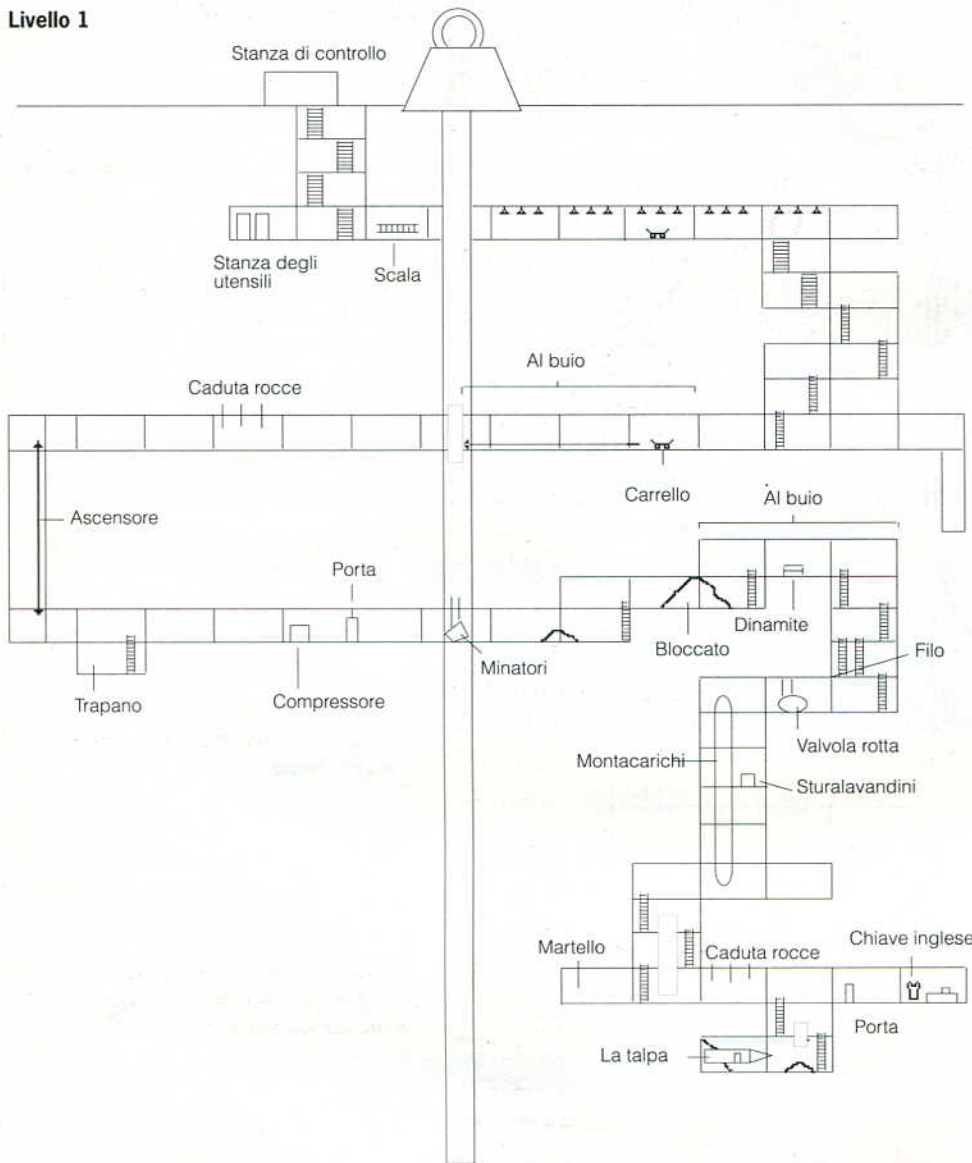 Livello 1
Stanza di controllo
Stanza degli
utensili
Scala
Al buio
Caduta rocce
Carrello
Al buio
Ascensore
Porta
Dinamite
Bloccato
Filo
Minatori
Trapano
Compressore
Valvola rotta
Montacarichi
Sturalavandini
Martello
Caduta rocce
Chiave inglese
Porta
La talpa